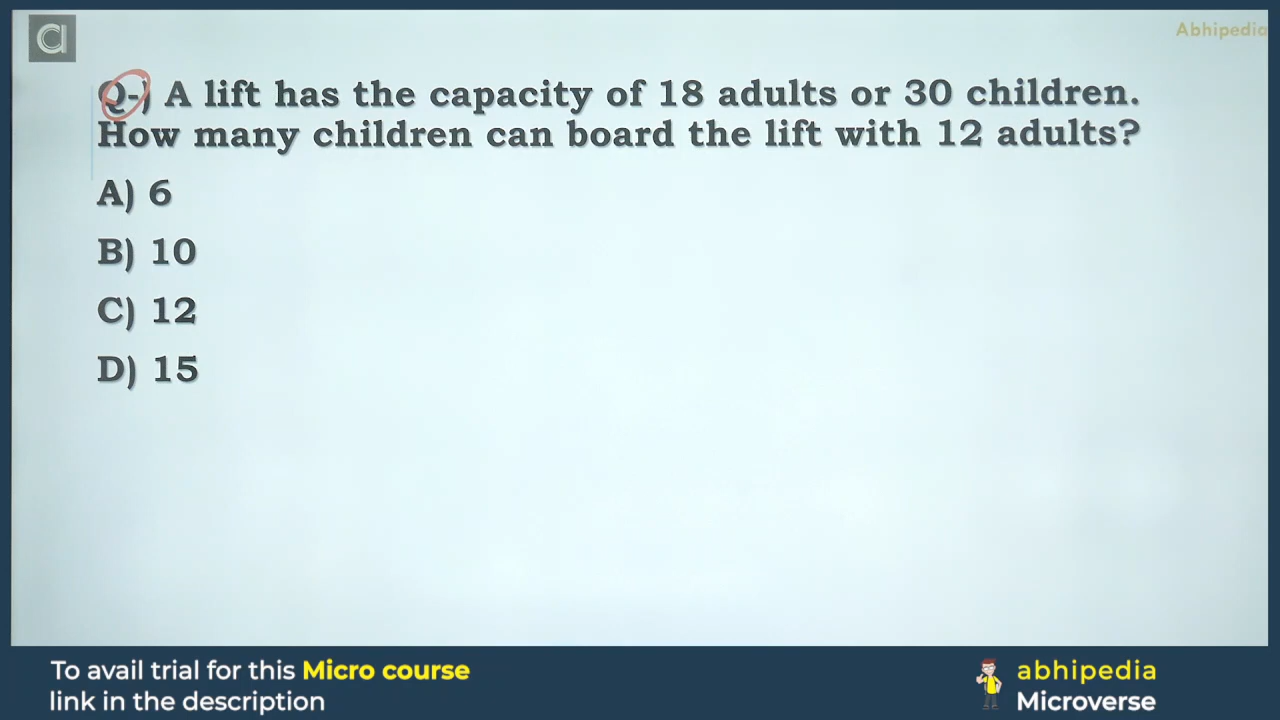 a
Abhipedia
Q-) A lift has the capacity of 18 adults or 30 children.
How many children can board the lift with 12 adults?
A) 6
B) 10
C) 12
D) 15
To avail trial for this Micro course
link in the description
abhipedia
Microverse